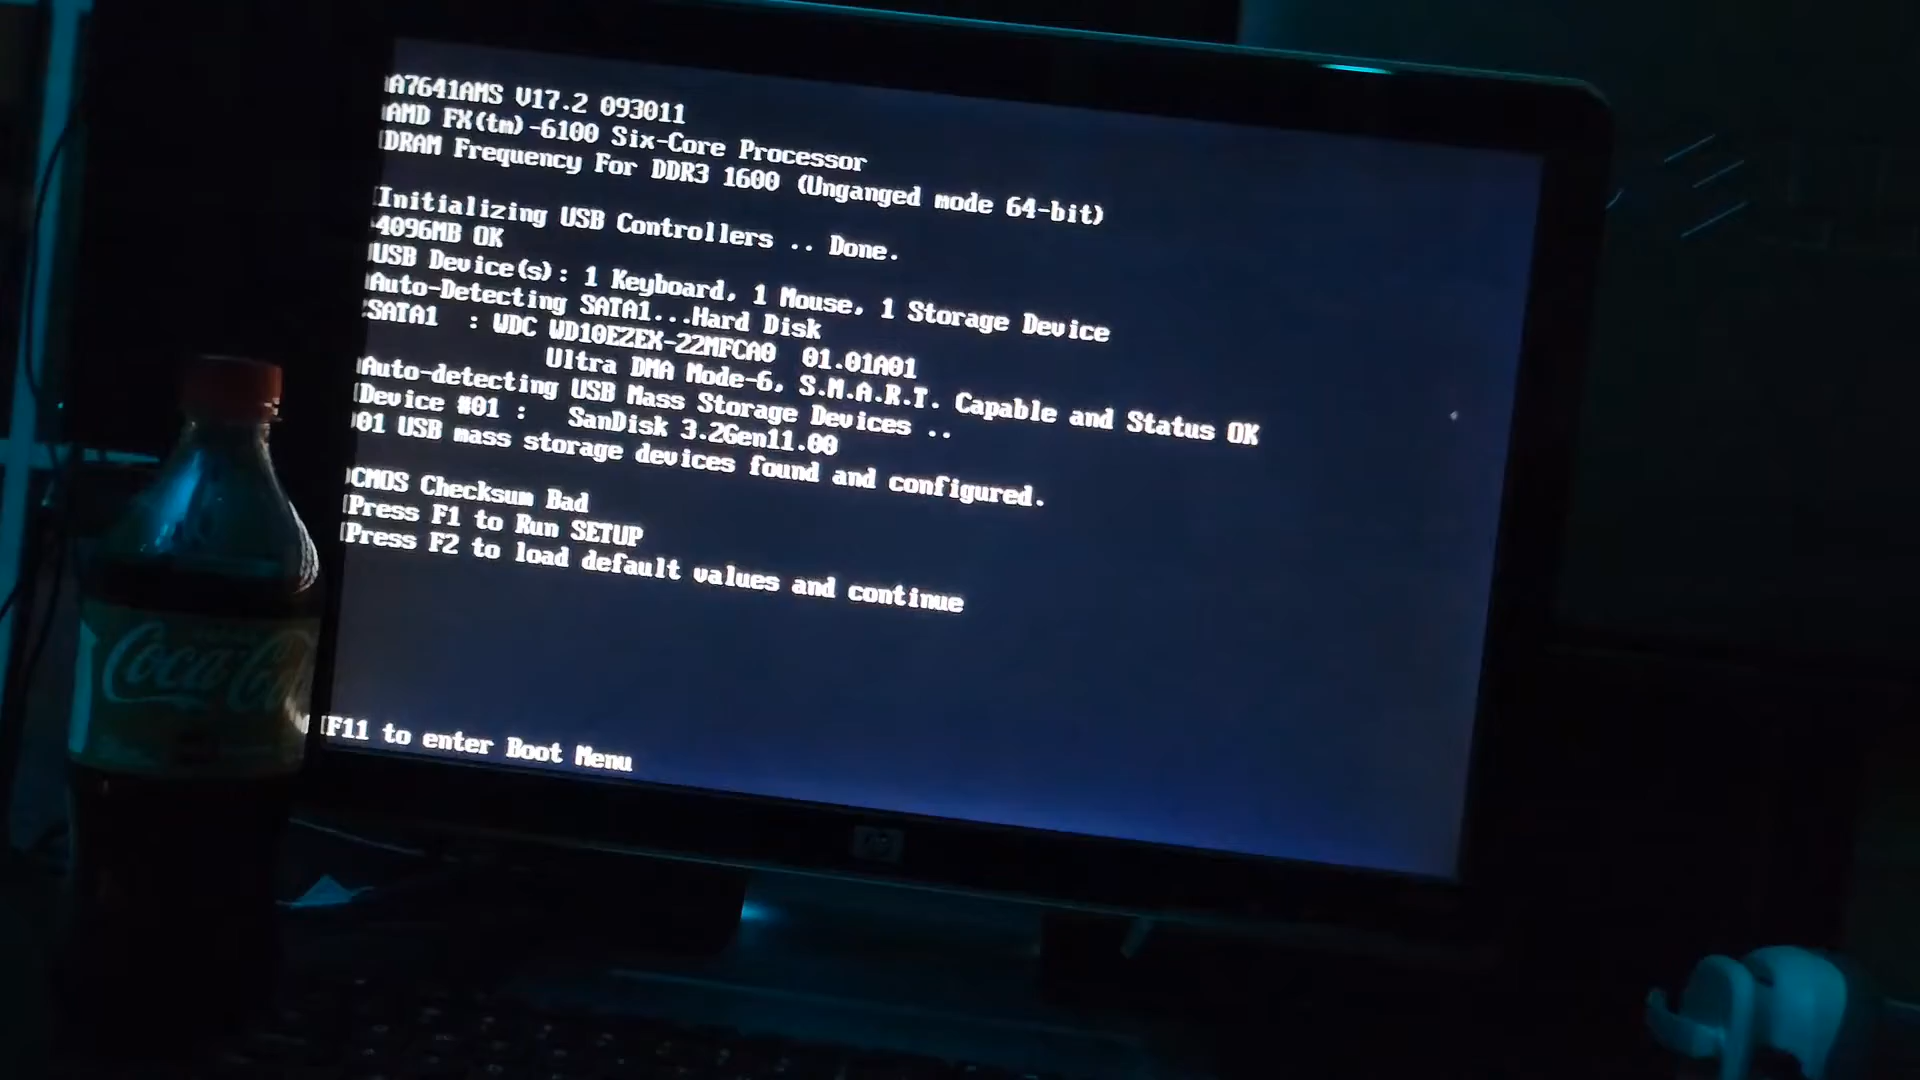 A7641AMS V17.2 093011
AMD FX(tm)-6100 Six-Core Processor
DRAM Frequency For DDR3 1600 (Unganged mode 64-bit)
Initializing USB Controllers .. Done.
4096MB OK
USB Device(s): 1 Keyboard, 1 Mouse, 1 Storage Device
Auto-Detecting SATA1...Hard Disk
SATA1 : WDC WD10EZEX-22MFCA0 01.01A01
Ultra DMA Mode-6, S.M.A.R.T. Capable and Status OK
Auto-detecting USB Mass Storage Devices ..
Device #01 : SanDisk 3.2Gen11.00
01 USB mass storage devices found and configured.
CMOS Checksum Bad
Press F1 to Run SETUP
Press F2 to load default values and continue
F11 to enter Boot Menu
Coca-Cola
hp